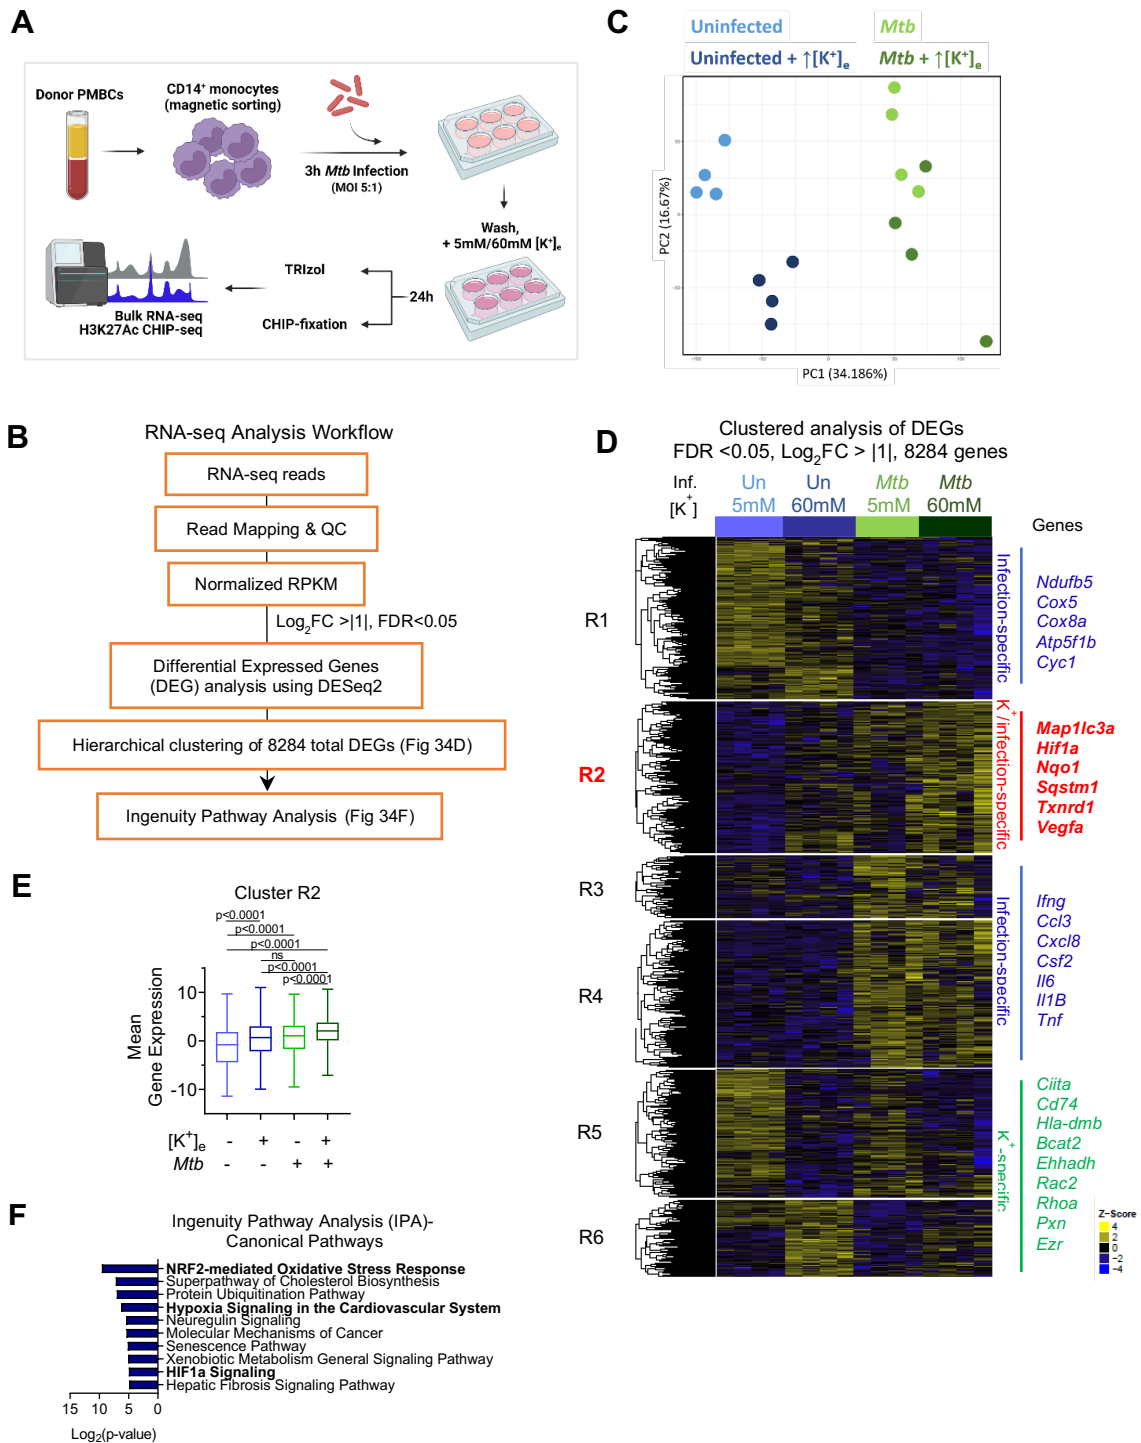 A
Donor PMBCs
CD14⁺ monocytes
(magnetic sorting)
3h Mtb Infection
(MOI 5:1)
Wash,
+ 5mM/60mM [K⁺]e
TRIzol
24h
CHIP-fixation
Bulk RNA-seq
H3K27Ac CHIP-seq
B
RNA-seq Analysis Workflow
RNA-seq reads
Read Mapping & QC
Normalized RPKM
Log₂FC >|1|, FDR<0.05
Differential Expressed Genes
(DEG) analysis using DESeq2
Hierarchical clustering of 8284 total DEGs (Fig 34D)
Ingenuity Pathway Analysis (Fig 34F)
C
Uninfected
Mtb
Uninfected + ↑[K⁺]e
Mtb + ↑[K⁺]e
PC2 (16.67%)
50
0
-50
-100
-50
0
50
100
PC1 (34.186%)
D
Clustered analysis of DEGs
FDR <0.05, Log₂FC > |1|, 8284 genes
Inf. Un Un Mtb Mtb
[K⁺] 5mM 60mM 5mM 60mM
Genes
R1
Infection-specific
Ndufb5
Cox5
Cox8a
Atp5f1b
Cyc1
R2
K⁺/infection-specific
Map1lc3a
Hif1a
Nqo1
Sqstm1
Txnrd1
Vegfa
R3
R4
Infection-specific
Ifng
Ccl3
Cxcl8
Csf2
Il6
Il1B
Tnf
R5
R6
K⁺-specific
Ciita
Cd74
Hla-dmb
Bcat2
Ehhadh
Rac2
Rhoa
Pxn
Ezr
Z-Score
4
2
0
-2
-4
E
Cluster R2
p<0.0001
p<0.0001
p<0.0001
ns
p<0.0001
p<0.0001
Mean
Gene Expression
10
0
-10
[K⁺]e - + - +
Mtb - - + +
F
Ingenuity Pathway Analysis (IPA)-
Canonical Pathways
NRF2-mediated Oxidative Stress Response
Superpathway of Cholesterol Biosynthesis
Protein Ubiquitination Pathway
Hypoxia Signaling in the Cardiovascular System
Neuregulin Signaling
Molecular Mechanisms of Cancer
Senescence Pathway
Xenobiotic Metabolism General Signaling Pathway
HIF1a Signaling
Hepatic Fibrosis Signaling Pathway
15 10 5 0
Log₂(p-value)